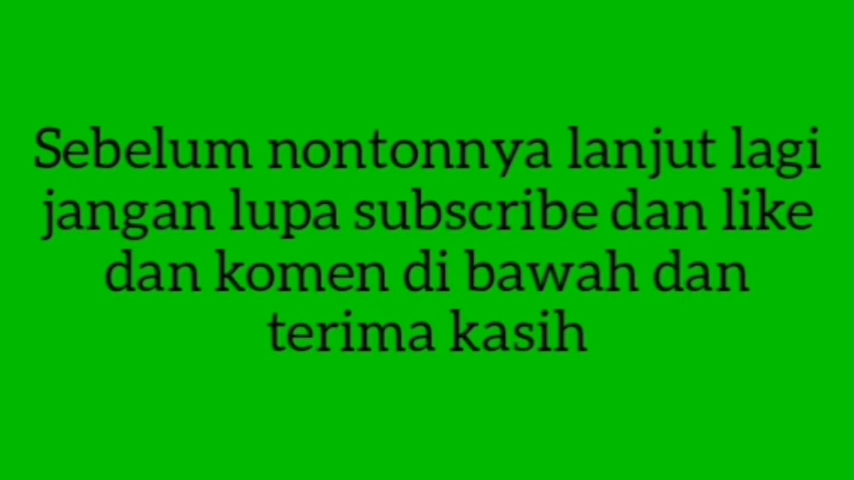 Sebelum nontonnya lanjut lagi
jangan lupa subscribe dan like
dan komen di bawah dan
terima kasih